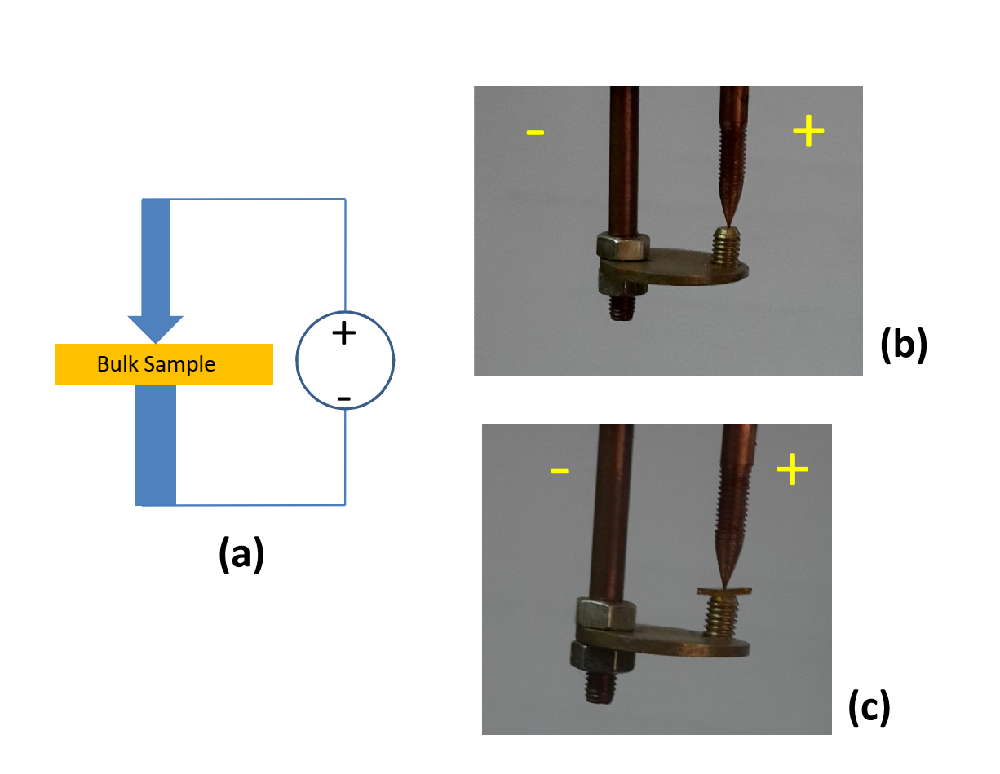 - +
(b)
+
Bulk Sample
-
(a)
- +
(c)